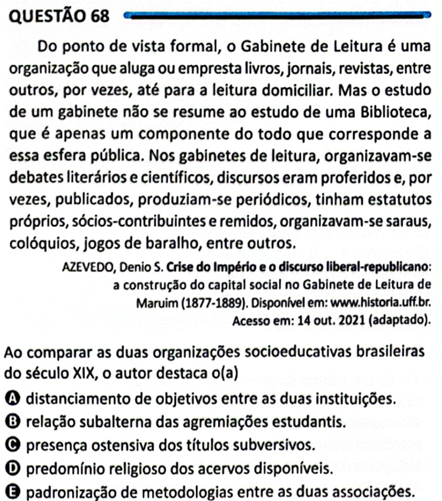 QUESTÃO 68
Do ponto de vista formal, o Gabinete de Leitura é uma
organização que aluga ou empresta livros, jornais, revistas, entre
outros, por vezes, até para a leitura domiciliar. Mas o estudo
de um gabinete não se resume ao estudo de uma Biblioteca,
que é apenas um componente do todo que corresponde a
essa esfera pública. Nos gabinetes de leitura, organizavam-se
debates literários e científicos, discursos eram proferidos e, por
vezes, publicados, produziam-se periódicos, tinham estatutos
próprios, sócios-contribuintes e remidos, organizavam-se saraus,
colóquios, jogos de baralho, entre outros.
AZEVEDO, Denio S. Crise do Império e o discurso liberal-republicano:
a construção do capital social no Gabinete de Leitura de
Maruim (1877-1889). Disponível em: www.historia.uff.br.
Acesso em: 14 out. 2021 (adaptado).
Ao comparar as duas organizações socioeducativas brasileiras
do século XIX, o autor destaca o(a)
A distanciamento de objetivos entre as duas instituições.
B relação subalterna das agremiações estudantis.
C presença ostensiva dos títulos subversivos.
D predomínio religioso dos acervos disponíveis.
E padronização de metodologias entre as duas associações.